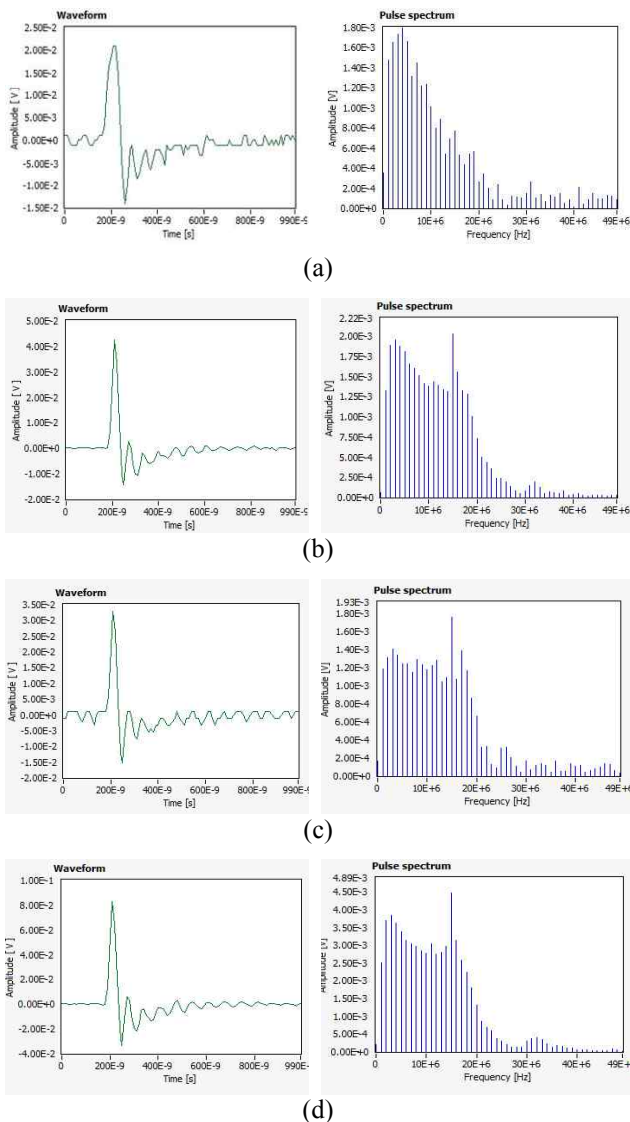 Waveform
Amplitude [ V ]
2.50E-2
2.00E-2
1.50E-2
1.00E-2
5.00E-3
0.00E+0
-5.00E-3
-1.00E-2
-1.50E-2
0 200E-9 400E-9 600E-9 800E-9 990E-9
Time [s]
Pulse spectrum
Amplitude [V]
1.80E-3
1.60E-3
1.40E-3
1.20E-3
1.00E-3
8.00E-4
6.00E-4
4.00E-4
2.00E-4
0.00E+0
0 10E+6 20E+6 30E+6 40E+6 49E+6
Frequency [Hz]
(a)
Waveform
Amplitude [ V ]
5.00E-2
4.00E-2
3.00E-2
2.00E-2
1.00E-2
0.00E+0
-1.00E-2
-2.00E-2
0 200E-9 400E-9 600E-9 800E-9 990E-9
Time [s]
Pulse spectrum
Amplitude [V]
2.22E-3
2.00E-3
1.75E-3
1.50E-3
1.25E-3
1.00E-3
7.50E-4
5.00E-4
2.50E-4
0.00E+0
0 10E+6 20E+6 30E+6 40E+6 49E+6
Frequency [Hz]
(b)
Waveform
Amplitude [ V ]
3.50E-2
3.00E-2
2.50E-2
2.00E-2
1.50E-2
1.00E-2
5.00E-3
0.00E+0
-5.00E-3
-1.00E-2
-1.50E-2
-2.00E-2
0 200E-9 400E-9 600E-9 800E-9 990E-9
Time [s]
Pulse spectrum
Amplitude [V]
1.93E-3
1.80E-3
1.60E-3
1.40E-3
1.20E-3
1.00E-3
8.00E-4
6.00E-4
4.00E-4
2.00E-4
0.00E+0
0 10E+6 20E+6 30E+6 40E+6 49E+6
Frequency [Hz]
(c)
Waveform
Amplitude [ V ]
1.00E-1
8.00E-2
6.00E-2
4.00E-2
2.00E-2
0.00E+0
-2.00E-2
-4.00E-2
0 200E-9 400E-9 600E-9 800E-9 990E-9
Time [s]
Pulse spectrum
Amplitude [V]
4.89E-3
4.50E-3
4.00E-3
3.50E-3
3.00E-3
2.50E-3
2.00E-3
1.50E-3
1.00E-3
5.00E-4
0.00E+0
0 10E+6 20E+6 30E+6 40E+6 49E+6
Frequency [Hz]
(d)